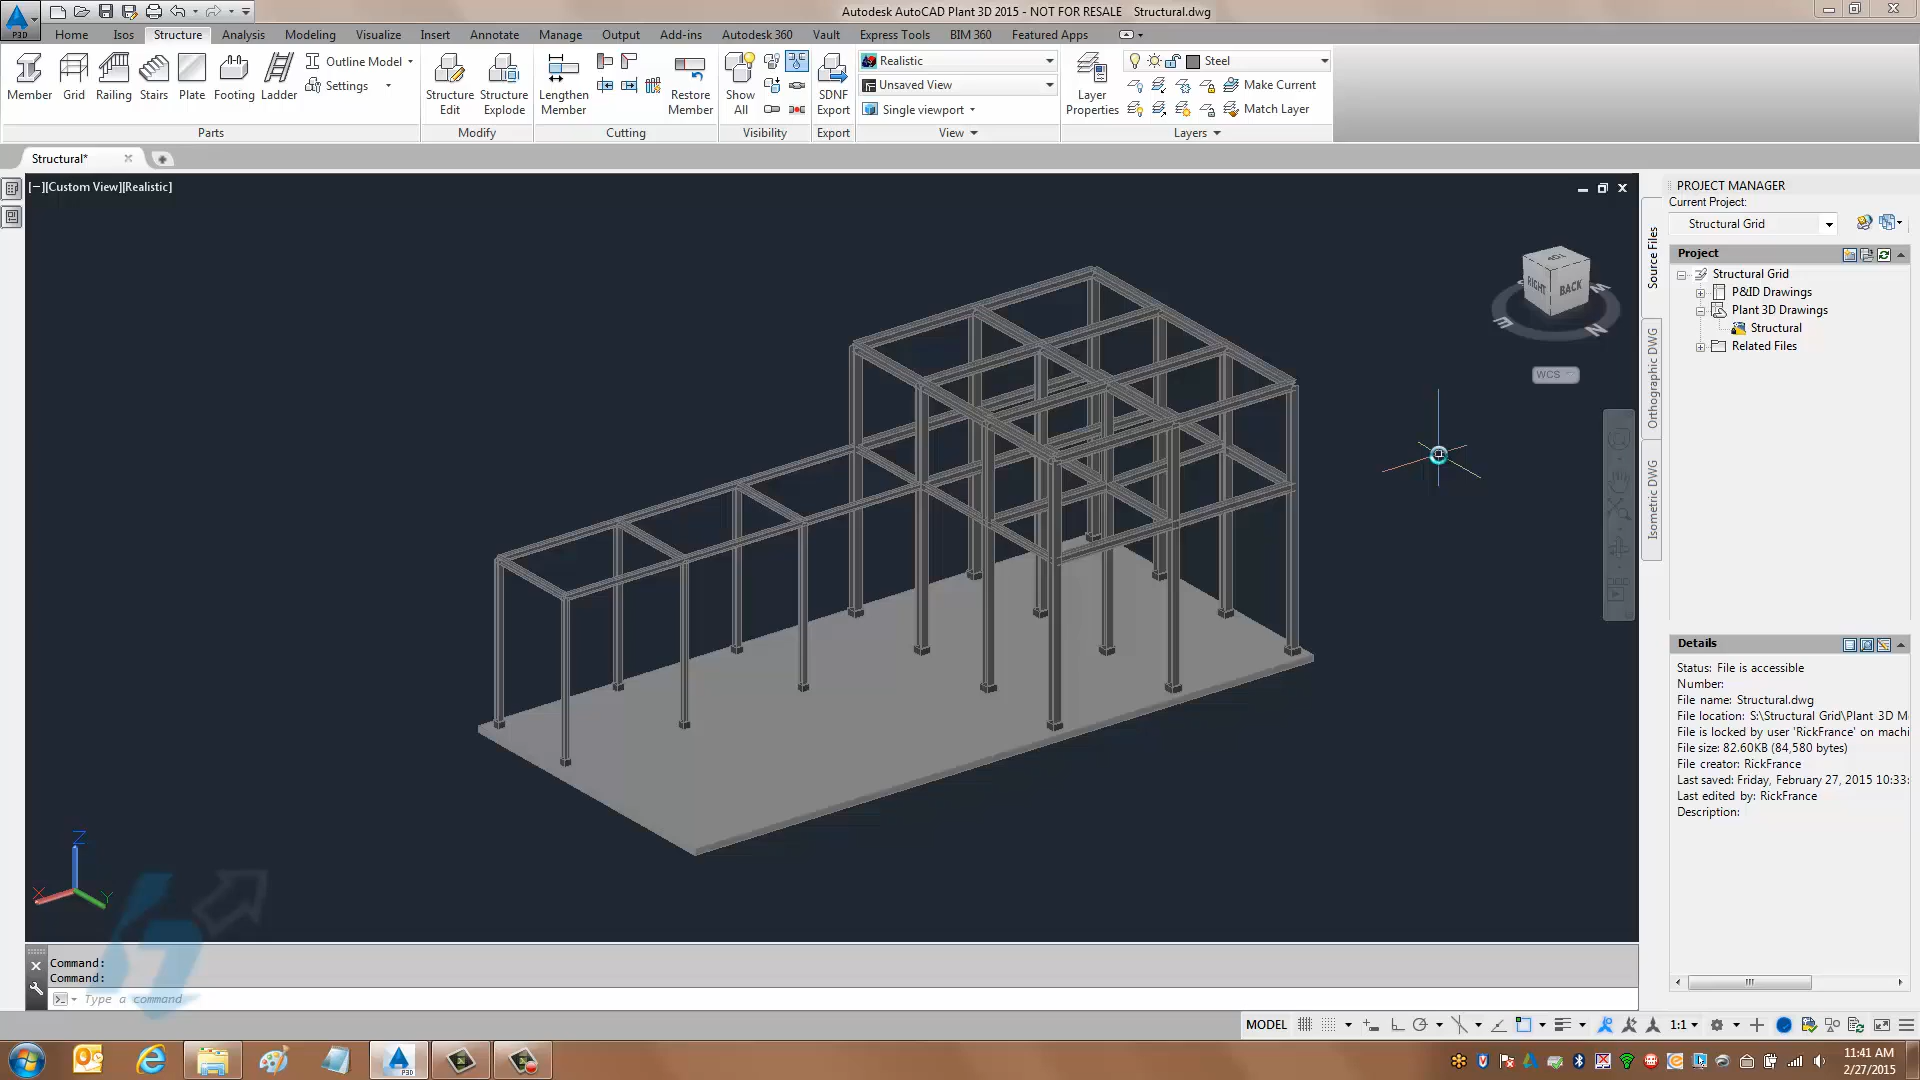 Autodesk AutoCAD Plant 3D 2015 - NOT FOR RESALE Structural.dwg
P3D
Home Isos Structure Analysis Modeling Visualize Insert Annotate Manage Output Add-ins Autodesk 360 Vault Express Tools BIM 360 Featured Apps
Member Grid Railing Stairs Plate Footing Ladder
Outline Model
Settings
Structure Edit
Structure Explode
Lengthen Member
Restore Member
Show All
SDNF Export
Realistic
Unsaved View
Single viewport
Layer Properties
Steel
Make Current
Match Layer
Parts Modify Cutting Visibility Export View Layers
Structural*
[−][Custom View][Realistic]
TOP
RIGHT BACK
E N
WCS
Source Files
Orthographic DWG
Isometric DWG
PROJECT MANAGER
Current Project:
Structural Grid
Project
Structural Grid
P&ID Drawings
Plant 3D Drawings
Structural
Related Files
Details
Status: File is accessible
Number:
File name: Structural.dwg
File location: S:\Structural Grid\Plant 3D M
File is locked by user 'RickFrance' on machi
File size: 82.60KB (84,580 bytes)
File creator: RickFrance
Last saved: Friday, February 27, 2015 10:33:
Last edited by: RickFrance
Description:
Z
X Y
Command:
Command:
Type a command
MODEL 1:1
P3D
11:41 AM
2/27/2015